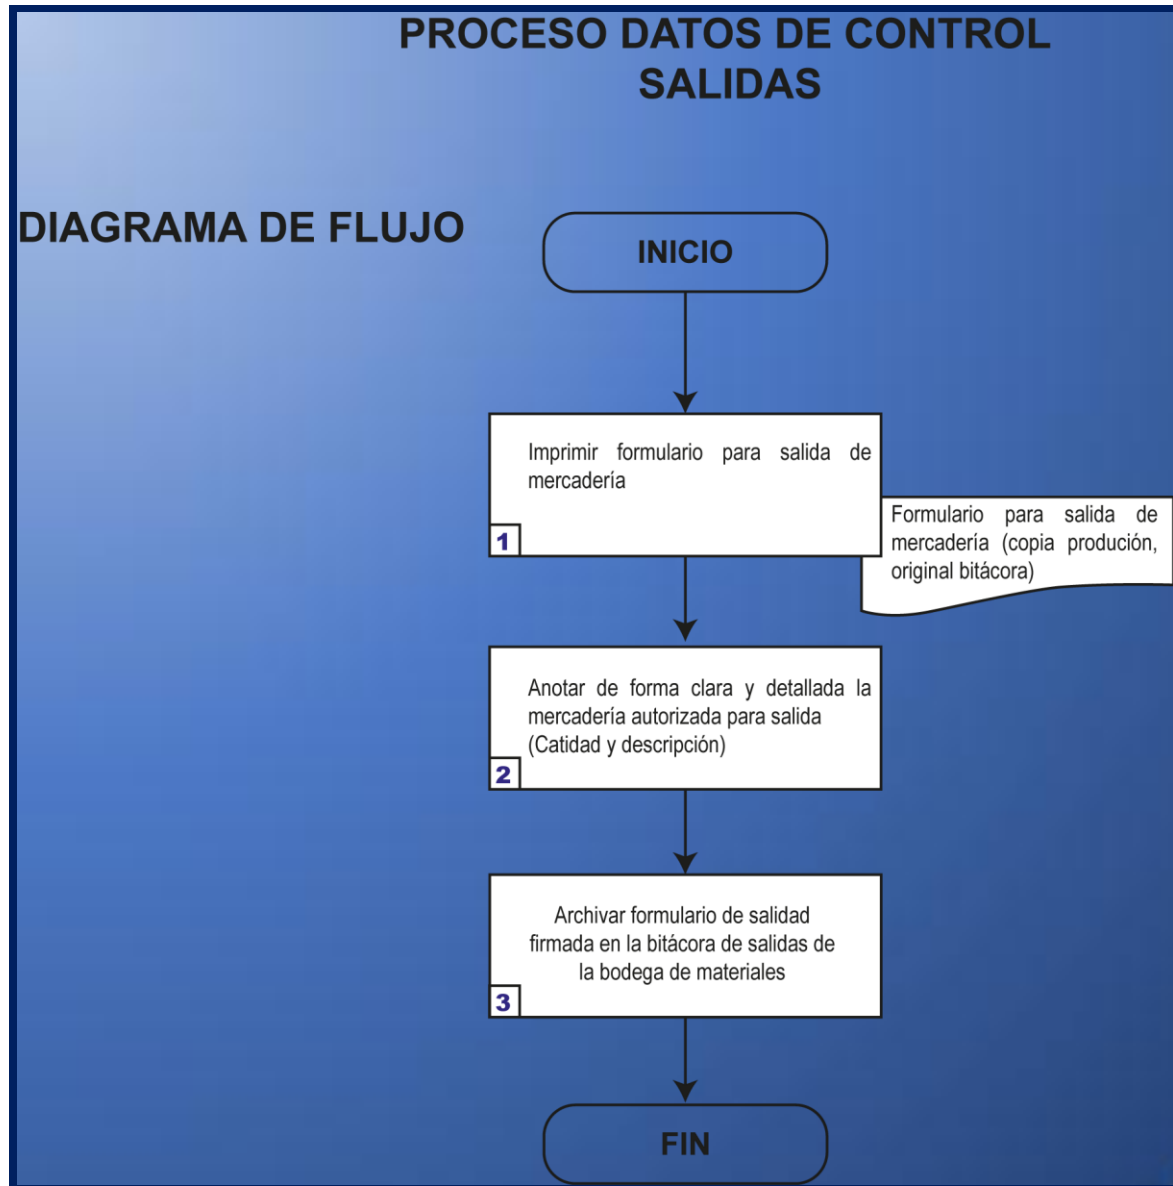 PROCESO DATOS DE CONTROL
SALIDAS
DIAGRAMA DE FLUJO
INICIO
Imprimir formulario para salida de
mercadería
1
Formulario para salida de
mercadería (copia produción,
original bitácora)
Anotar de forma clara y detallada la
mercadería autorizada para salida
(Catidad y descripción)
2
Archivar formulario de salidad
firmada en la bitácora de salidas de
la bodega de materiales
3
FIN